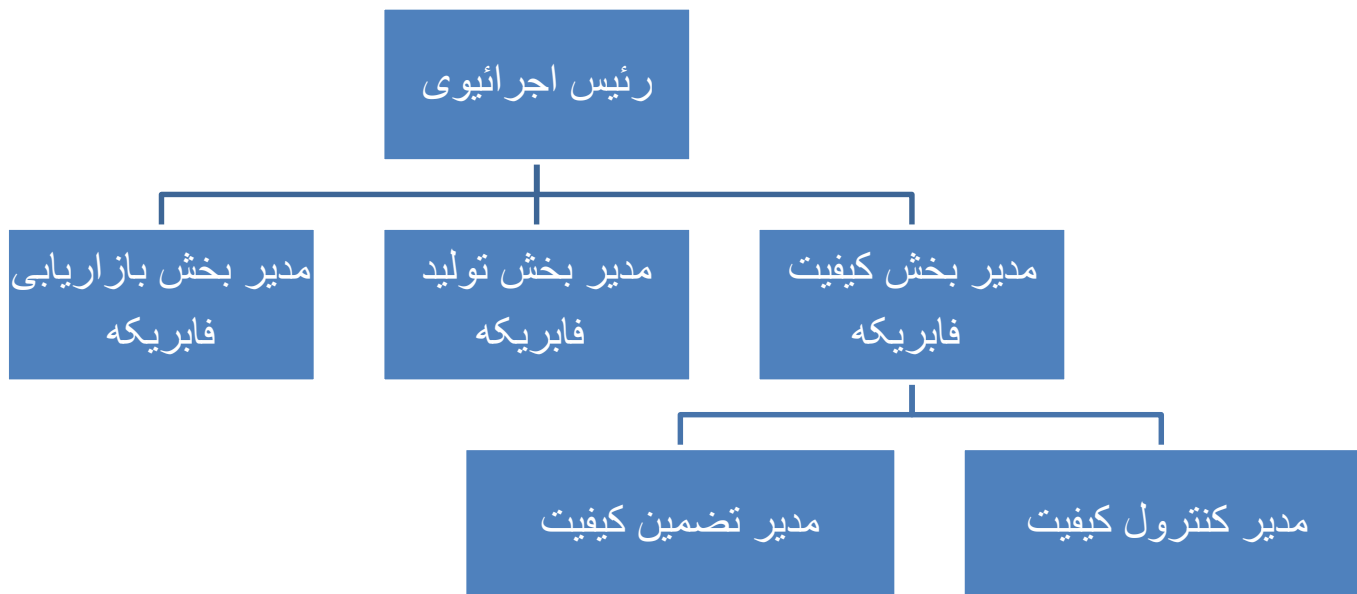 رئیس اجرائیوی
مدیر بخش کیفیت
فابریکه
مدیر بخش تولید
فابریکه
مدیر بخش بازاریابی
فابریکه
مدیر کنترول کیفیت
مدیر تضمین کیفیت